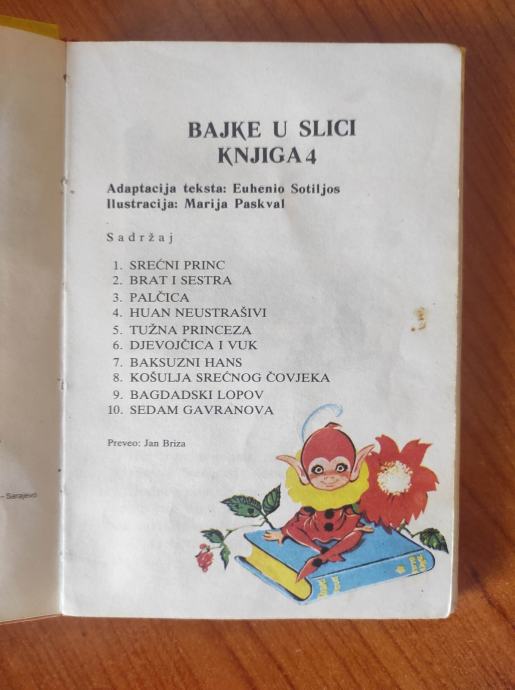 BAJKE U SLICI
KNJIGA 4
Adaptacija teksta: Euhenio Sotiljos
Ilustracija: Marija Paskval
Sadržaj
1. SREĆNI PRINC
2. BRAT I SESTRA
3. PALČICA
4. HUAN NEUSTRAŠIVI
5. TUŽNA PRINCEZA
6. DJEVOJČICA I VUK
7. BAKSUZNI HANS
8. KOŠULJA SREĆNOG ČOVJEKA
9. BAGDADSKI LOPOV
10. SEDAM GAVRANOVA
Preveo: Jan Briza
– Sarajevo